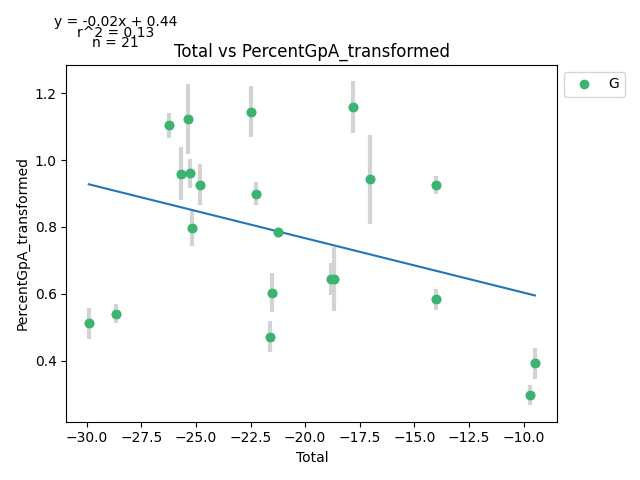 y = -0.02x + 0.44
r^2 = 0.13
n = 21
Total vs PercentGpA_transformed
G
PercentGpA_transformed
1.2
1.0
0.8
0.6
0.4
−30.0 −27.5 −25.0 −22.5 −20.0 −17.5 −15.0 −12.5 −10.0
Total